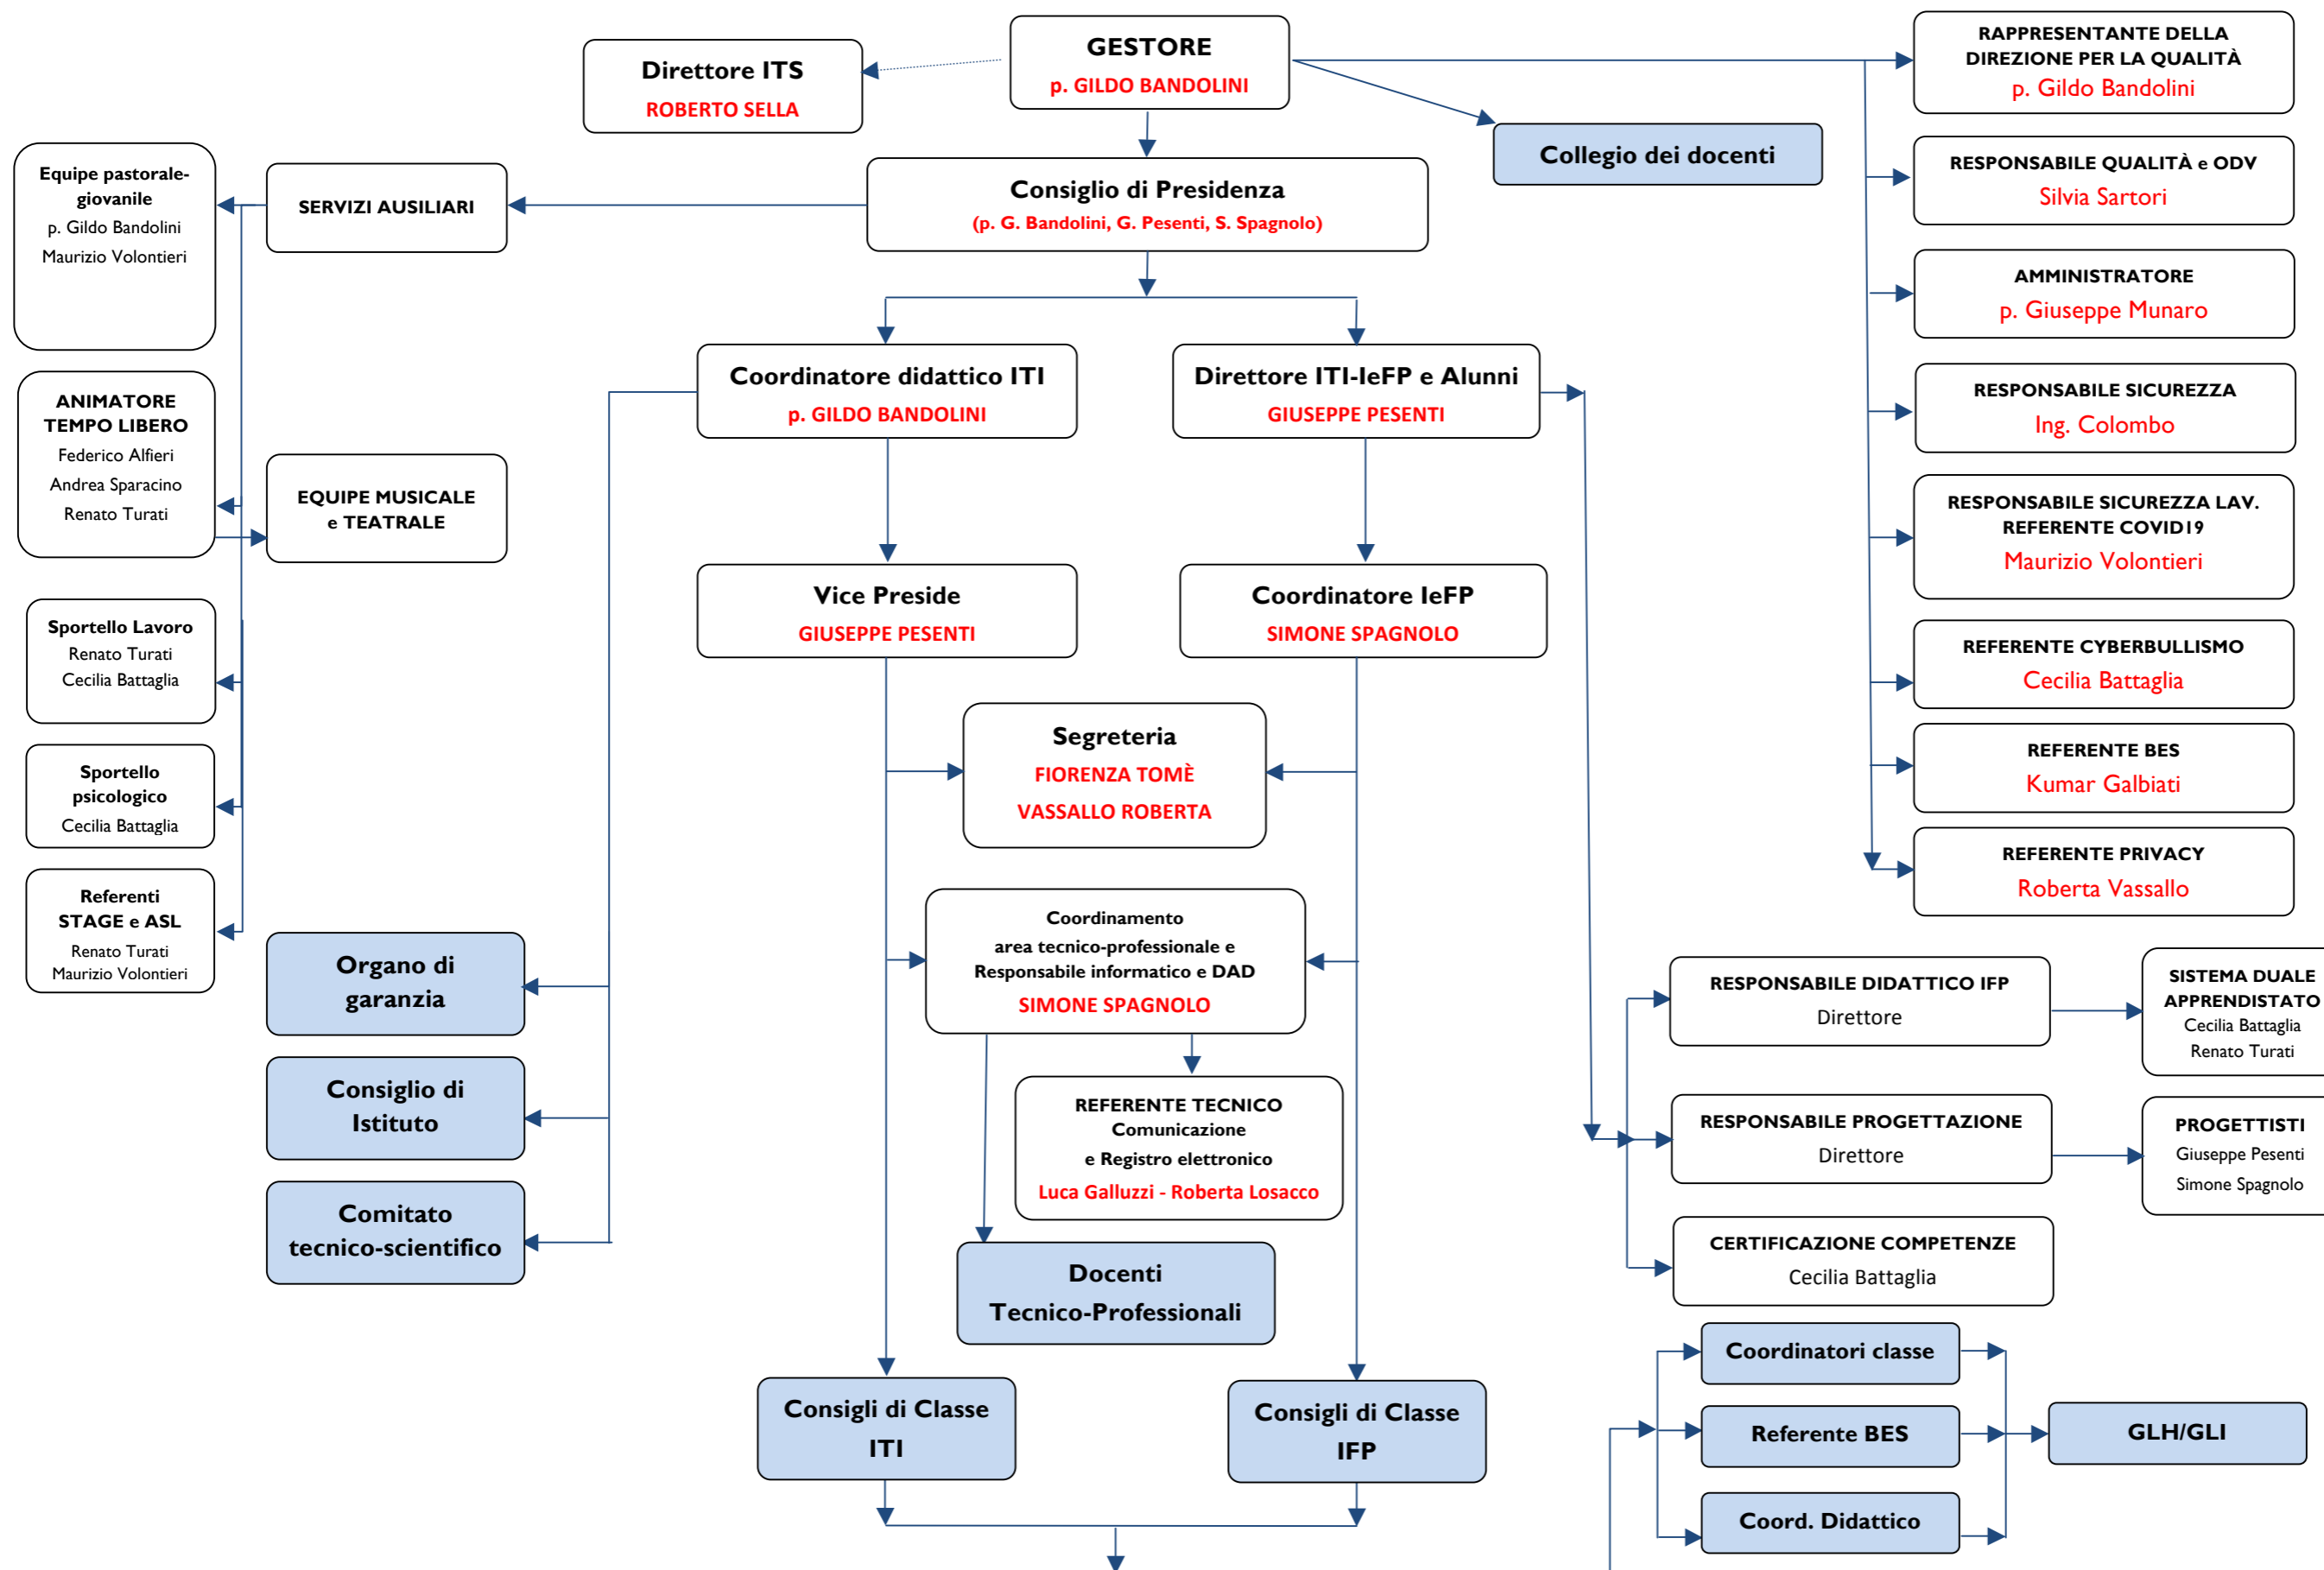 GESTORE
p. GILDO BANDOLINI
Direttore ITS
ROBERTO SELLA
RAPPRESENTANTE DELLA
DIREZIONE PER LA QUALITÀ
p. Gildo Bandolini
Collegio dei docenti
Equipe pastorale-
giovanile
p. Gildo Bandolini
Maurizio Volontieri
SERVIZI AUSILIARI
Consiglio di Presidenza
(p. G. Bandolini, G. Pesenti, S. Spagnolo)
RESPONSABILE QUALITÀ e ODV
Silvia Sartori
AMMINISTRATORE
p. Giuseppe Munaro
ANIMATORE
TEMPO LIBERO
Federico Alfieri
Andrea Sparacino
Renato Turati
EQUIPE MUSICALE
e TEATRALE
Coordinatore didattico ITI
p. GILDO BANDOLINI
Direttore ITI-IeFP e Alunni
GIUSEPPE PESENTI
RESPONSABILE SICUREZZA
Ing. Colombo
RESPONSABILE SICUREZZA LAV.
REFERENTE COVID19
Maurizio Volontieri
Vice Preside
GIUSEPPE PESENTI
Coordinatore IeFP
SIMONE SPAGNOLO
Sportello Lavoro
Renato Turati
Cecilia Battaglia
REFERENTE CYBERBULLISMO
Cecilia Battaglia
Segreteria
FIORENZA TOMÈ
VASSALLO ROBERTA
REFERENTE BES
Kumar Galbiati
Sportello
psicologico
Cecilia Battaglia
REFERENTE PRIVACY
Roberta Vassallo
Referenti
STAGE e ASL
Renato Turati
Maurizio Volontieri
Organo di
garanzia
Coordinamento
area tecnico-professionale e
Responsabile informatico e DAD
SIMONE SPAGNOLO
RESPONSABILE DIDATTICO IFP
Direttore
SISTEMA DUALE
APPRENDISTATO
Cecilia Battaglia
Renato Turati
Consiglio di
Istituto
REFERENTE TECNICO
Comunicazione
e Registro elettronico
Luca Galluzzi - Roberta Losacco
RESPONSABILE PROGETTAZIONE
Direttore
PROGETTISTI
Giuseppe Pesenti
Simone Spagnolo
Comitato
tecnico-scientifico
Docenti
Tecnico-Professionali
CERTIFICAZIONE COMPETENZE
Cecilia Battaglia
Consigli di Classe
ITI
Consigli di Classe
IFP
Coordinatori classe
Referente BES
GLH/GLI
Coord. Didattico